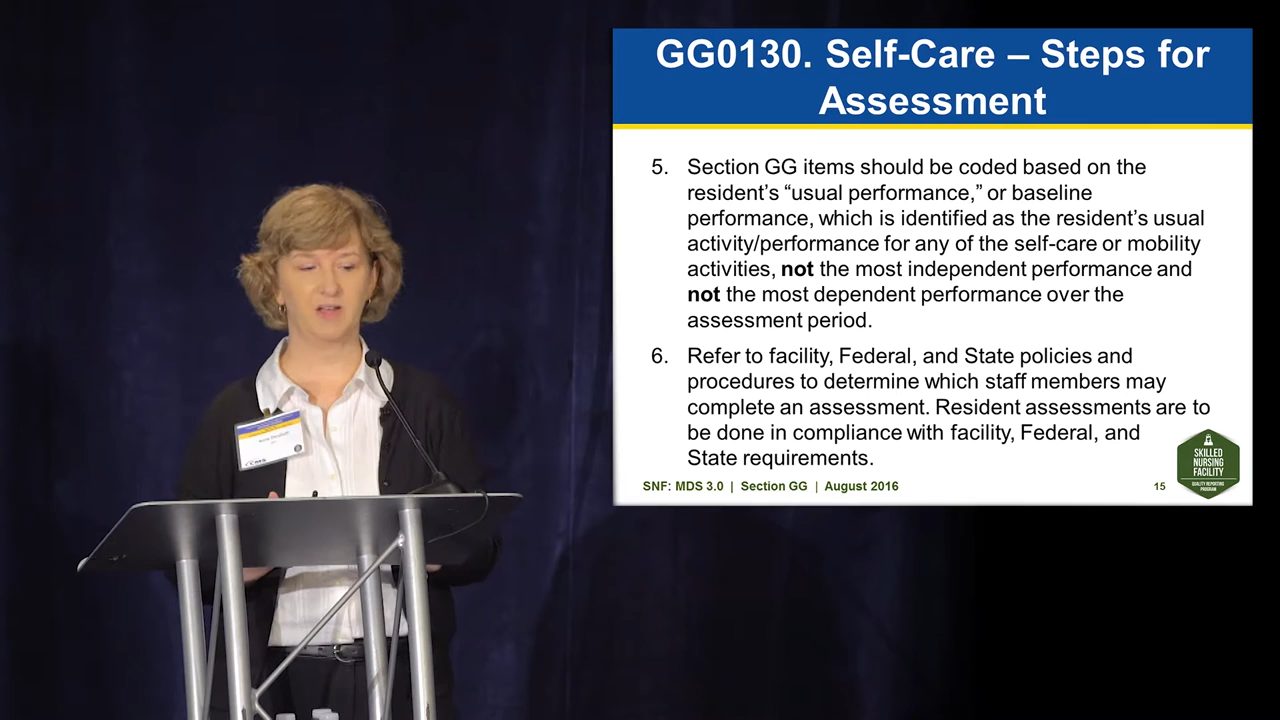 GG0130. Self-Care – Steps for
Assessment
5. Section GG items should be coded based on the
resident’s “usual performance,” or baseline
performance, which is identified as the resident’s usual
activity/performance for any of the self-care or mobility
activities, not the most independent performance and
not the most dependent performance over the
assessment period.
6. Refer to facility, Federal, and State policies and
procedures to determine which staff members may
complete an assessment. Resident assessments are to
be done in compliance with facility, Federal, and
State requirements.
SNF: MDS 3.0 | Section GG | August 2016
15
SKILLED
NURSING
FACILITY
QUALITY REPORTING
PROGRAM
CMS